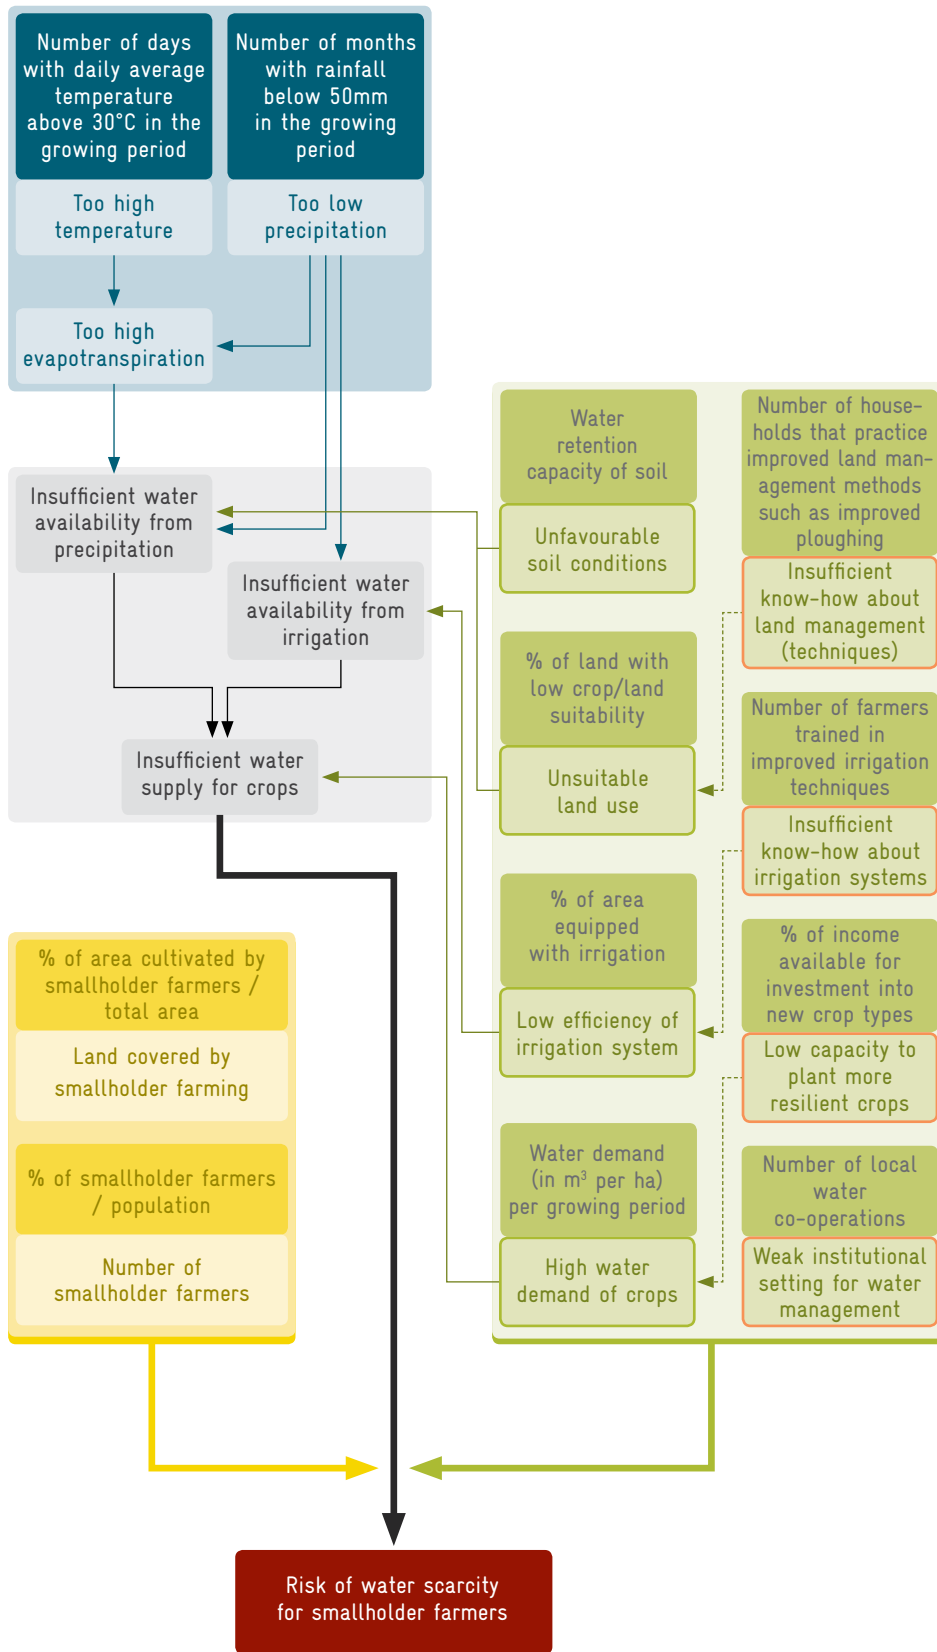 Number of days
with daily average
temperature
above 30°C in the
growing period
Number of months
with rainfall
below 50mm
in the growing
period
Too high
temperature
Too low
precipitation
Too high
evapotranspiration
Insufficient water
availability from
precipitation
Insufficient water
availability from
irrigation
Insufficient water
supply for crops
Water
retention
capacity of soil
Unfavourable
soil conditions
% of land with
low crop/land
suitability
Unsuitable
land use
% of area
equipped
with irrigation
Low efficiency of
irrigation system
Water demand
(in m³ per ha)
per growing period
High water
demand of crops
Number of house-
holds that practice
improved land man-
agement methods
such as improved
ploughing
Insufficient
know-how about
land management
(techniques)
Number of farmers
trained in
improved irrigation
techniques
Insufficient
know-how about
irrigation systems
% of income
available for
investment into
new crop types
Low capacity to
plant more
resilient crops
Number of local
water
co-operations
Weak institutional
setting for water
management
% of area cultivated by
smallholder farmers /
total area
Land covered by
smallholder farming
% of smallholder farmers
/ population
Number of
smallholder farmers
Risk of water scarcity
for smallholder farmers